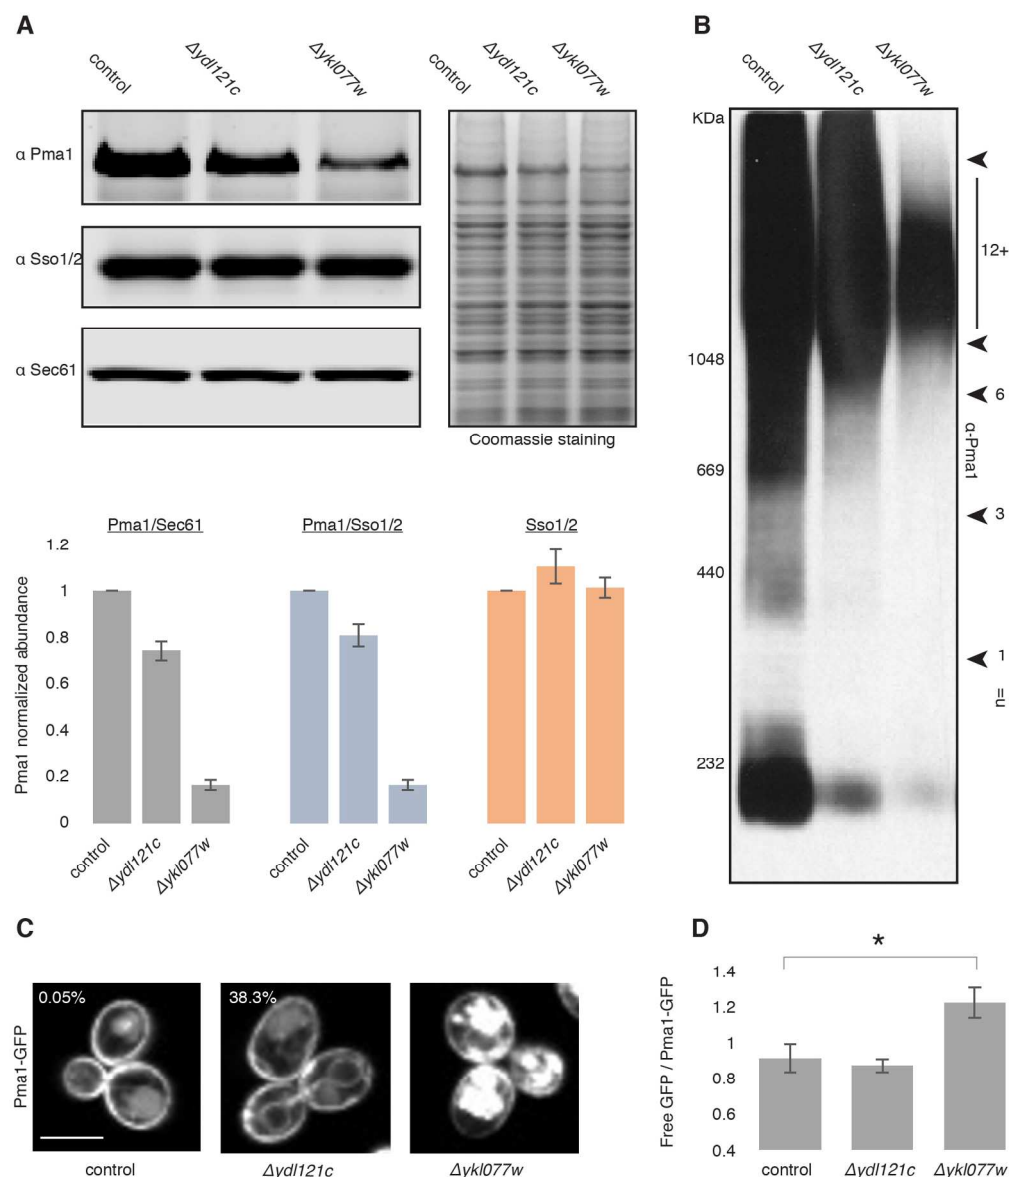 A
control
Δydl121c
Δykl077w
control
Δydl121c
Δykl077w
α Pma1
α Sso1/2
α Sec61
Coomassie staining
Pma1/Sec61
Pma1/Sso1/2
Sso1/2
Pma1 normalized abundance
1.2
1
0.8
0.6
0.4
0.2
0
control
Δydl121c
Δykl077w
control
Δydl121c
Δykl077w
control
Δydl121c
Δykl077w
B
control
Δydl121c
Δykl077w
KDa
1048
669
440
232
12+
6
α-Pma1
3
1
=u
C
Pma1-GFP
0.05%
38.3%
control
Δydl121c
Δykl077w
D
*
Free GFP / Pma1-GFP
1.4
1.2
1
0.8
0.6
0.4
control
Δydl121c
Δykl077w